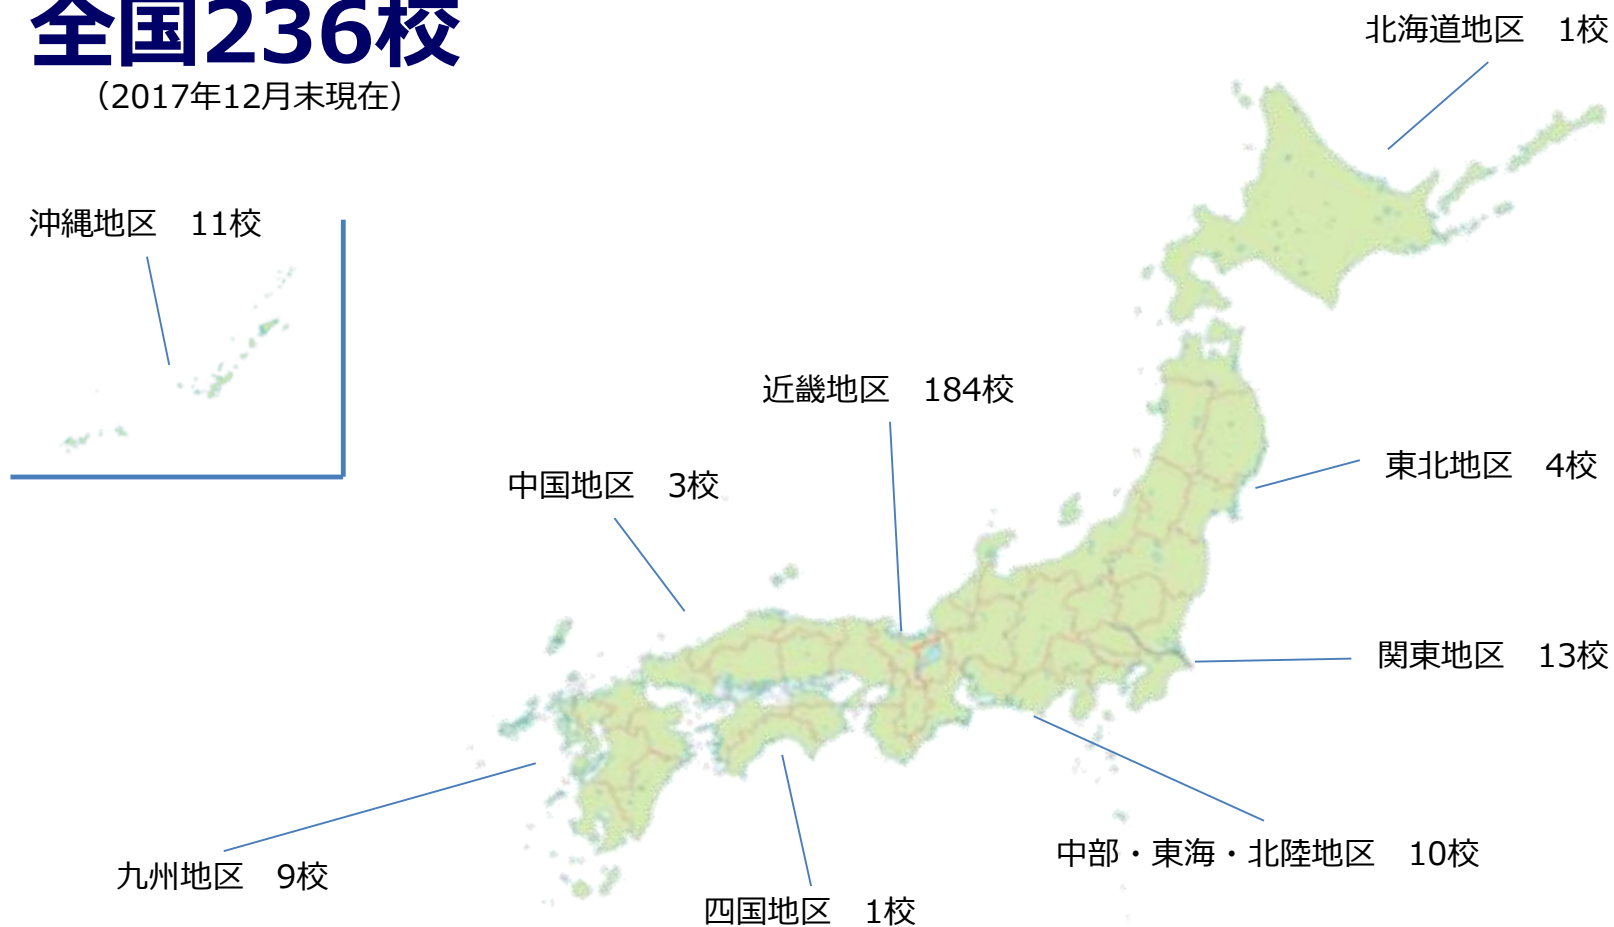 全国236校
（2017年12月末現在）
北海道地区　1校
沖縄地区　11校
近畿地区　184校
東北地区　4校
中国地区　3校
関東地区　13校
中部・東海・北陸地区　10校
九州地区　9校
四国地区　1校